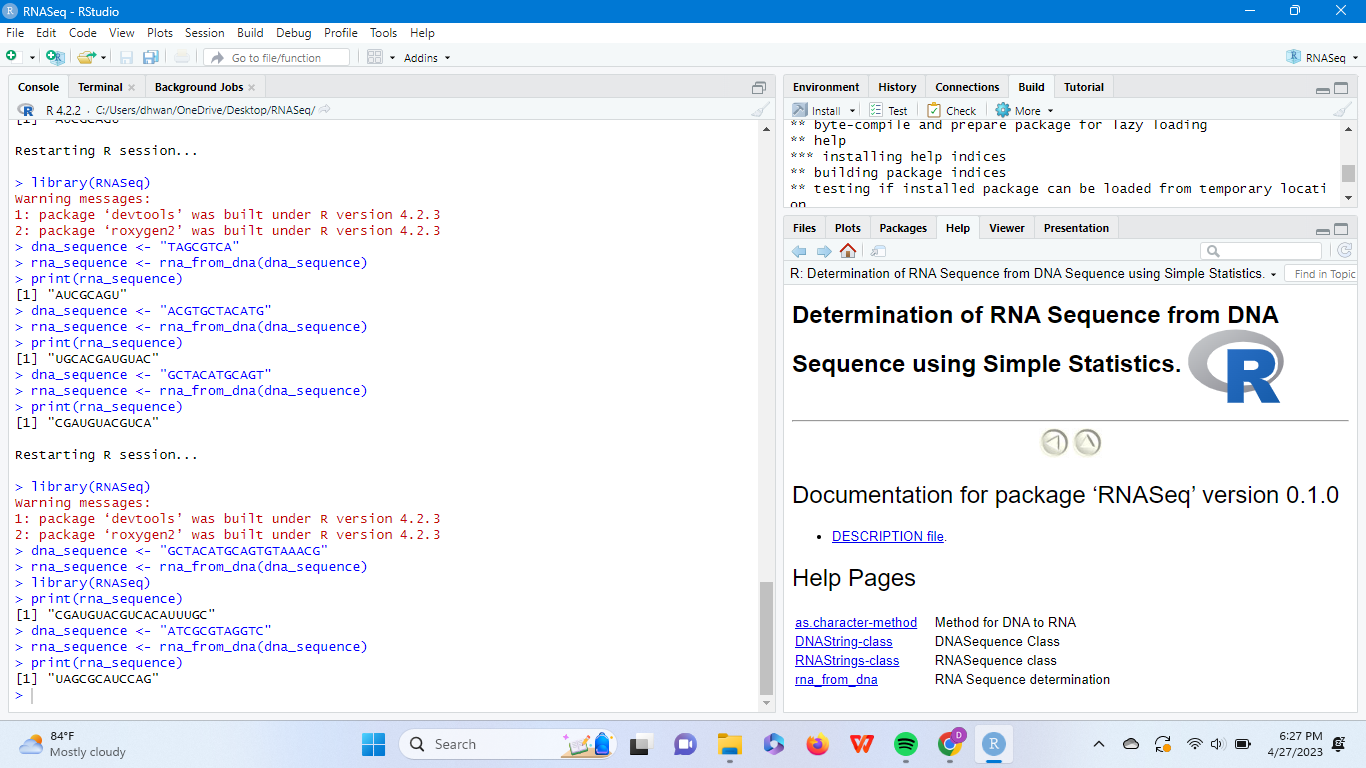 RNASeq - RStudio
File Edit Code View Plots Session Build Debug Profile Tools Help
Go to file/function Addins RNASeq
Console Terminal Background Jobs
R 4.2.2 · C:/Users/dhwan/OneDrive/Desktop/RNASeq/
[1] "AUCGCAGU"
Restarting R session...
> library(RNASeq)
Warning messages:
1: package ‘devtools’ was built under R version 4.2.3
2: package ‘roxygen2’ was built under R version 4.2.3
> dna_sequence <- "TAGCGTCA"
> rna_sequence <- rna_from_dna(dna_sequence)
> print(rna_sequence)
[1] "AUCGCAGU"
> dna_sequence <- "ACGTGCTACATG"
> rna_sequence <- rna_from_dna(dna_sequence)
> print(rna_sequence)
[1] "UGCACGAUGUAC"
> dna_sequence <- "GCTACATGCAGT"
> rna_sequence <- rna_from_dna(dna_sequence)
> print(rna_sequence)
[1] "CGAUGUACGUCA"
Restarting R session...
> library(RNASeq)
Warning messages:
1: package ‘devtools’ was built under R version 4.2.3
2: package ‘roxygen2’ was built under R version 4.2.3
> dna_sequence <- "GCTACATGCAGTGTAAACG"
> rna_sequence <- rna_from_dna(dna_sequence)
> library(RNASeq)
> print(rna_sequence)
[1] "CGAUGUACGUCACAUUUGC"
> dna_sequence <- "ATCGCGTAGGTC"
> rna_sequence <- rna_from_dna(dna_sequence)
> print(rna_sequence)
[1] "UAGCGCAUCCAG"
>
Environment History Connections Build Tutorial
Install Test Check More
** byte-compile and prepare package for lazy loading
** help
*** installing help indices
** building package indices
** testing if installed package can be loaded from temporary locati
on
Files Plots Packages Help Viewer Presentation
R: Determination of RNA Sequence from DNA Sequence using Simple Statistics. Find in Topic
Determination of RNA Sequence from DNA
Sequence using Simple Statistics. R
Documentation for package ‘RNASeq’ version 0.1.0
• DESCRIPTION file.
Help Pages
as.character-method Method for DNA to RNA
DNAString-class DNASequence Class
RNAStrings-class RNASequence class
rna_from_dna RNA Sequence determination
84°F
Mostly cloudy
Search
D
6:27 PM
4/27/2023